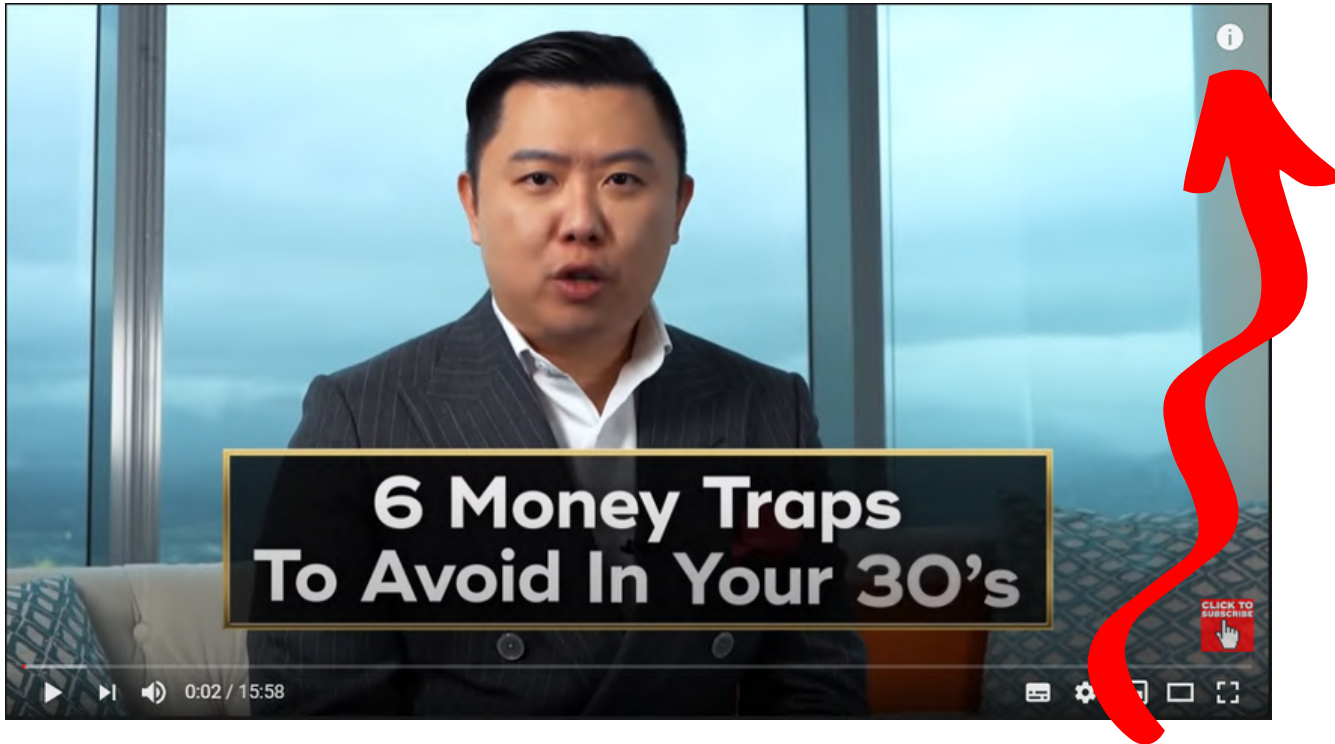 6 Money Traps
To Avoid In Your 30's
CLICK TO
SUBSCRIBE
0:02 / 15:58